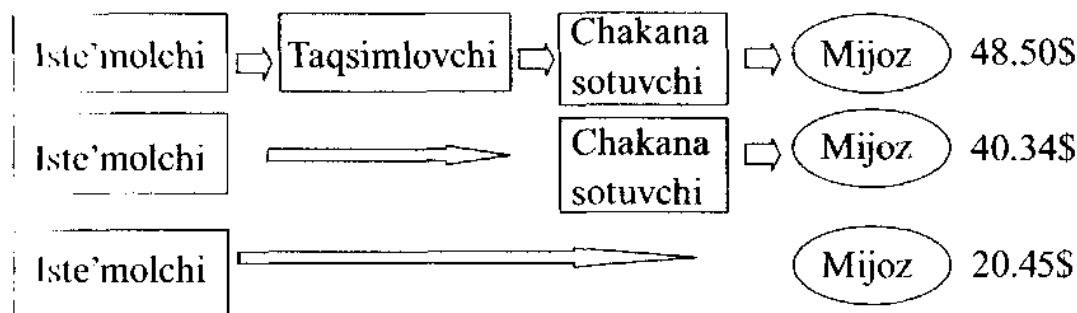 Iste'molchi Taqsimlovchi Chakana sotuvchi Mijoz 48.50$
Iste'molchi Chakana sotuvchi Mijoz 40.34$
Iste'molchi Mijoz 20.45$